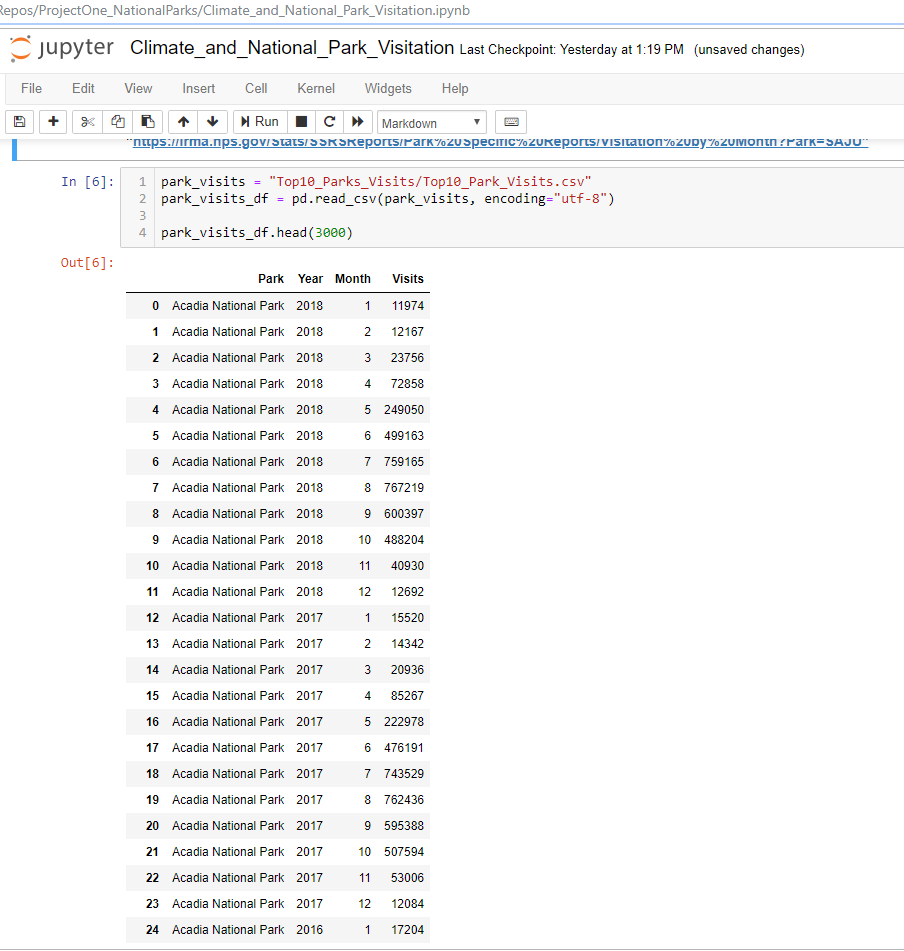 Repos/ProjectOne_NationalParks/Climate_and_National_Park_Visitation.ipynb
jupyter Climate_and_National_Park_Visitation Last Checkpoint: Yesterday at 1:19 PM (unsaved changes)
File Edit View Insert Cell Kernel Widgets Help
Run Markdown
"https://irma.nps.gov/Stats/SSRSReports/Park%20Specific%20Reports/Visitation%20by%20Month?Park=SAJU"
In [6]: 1 park_visits = "Top10_Parks_Visits/Top10_Park_Visits.csv"
2 park_visits_df = pd.read_csv(park_visits, encoding="utf-8")
3
4 park_visits_df.head(3000)
Out[6]:
Park Year Month Visits
0 Acadia National Park 2018 1 11974
1 Acadia National Park 2018 2 12167
2 Acadia National Park 2018 3 23756
3 Acadia National Park 2018 4 72858
4 Acadia National Park 2018 5 249050
5 Acadia National Park 2018 6 499163
6 Acadia National Park 2018 7 759165
7 Acadia National Park 2018 8 767219
8 Acadia National Park 2018 9 600397
9 Acadia National Park 2018 10 488204
10 Acadia National Park 2018 11 40930
11 Acadia National Park 2018 12 12692
12 Acadia National Park 2017 1 15520
13 Acadia National Park 2017 2 14342
14 Acadia National Park 2017 3 20936
15 Acadia National Park 2017 4 85267
16 Acadia National Park 2017 5 222978
17 Acadia National Park 2017 6 476191
18 Acadia National Park 2017 7 743529
19 Acadia National Park 2017 8 762436
20 Acadia National Park 2017 9 595388
21 Acadia National Park 2017 10 507594
22 Acadia National Park 2017 11 53006
23 Acadia National Park 2017 12 12084
24 Acadia National Park 2016 1 17204